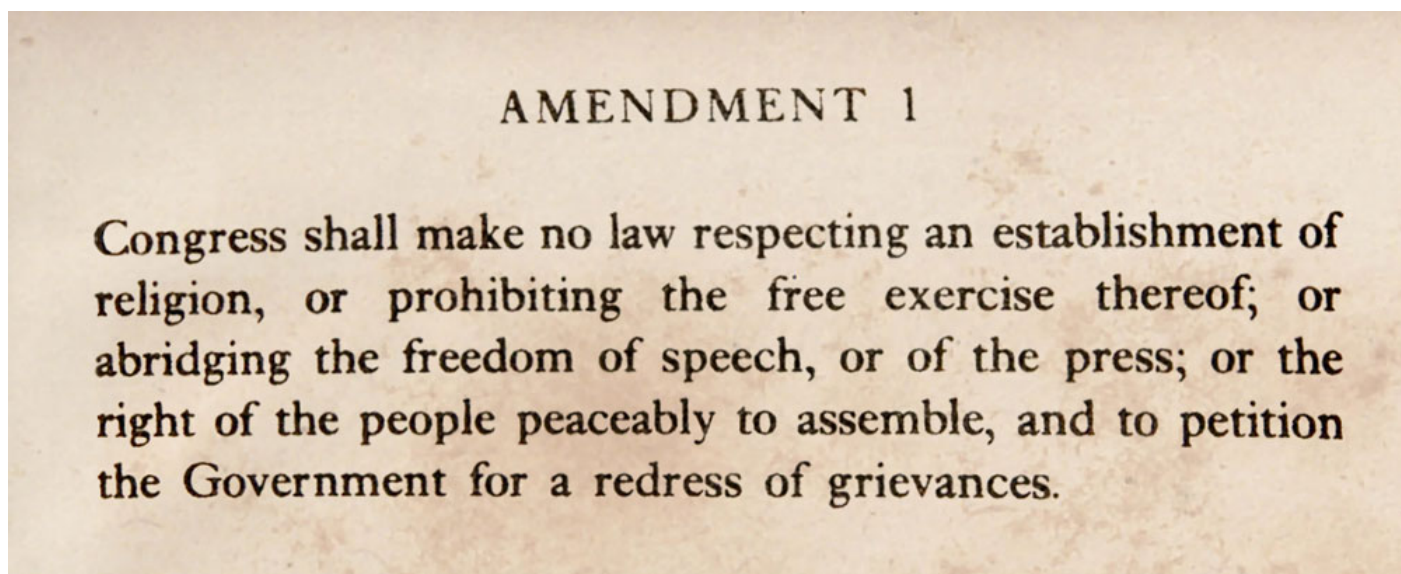 AMENDMENT 1
Congress shall make no law respecting an establishment of
religion, or prohibiting the free exercise thereof; or
abridging the freedom of speech, or of the press; or the
right of the people peaceably to assemble, and to petition
the Government for a redress of grievances.